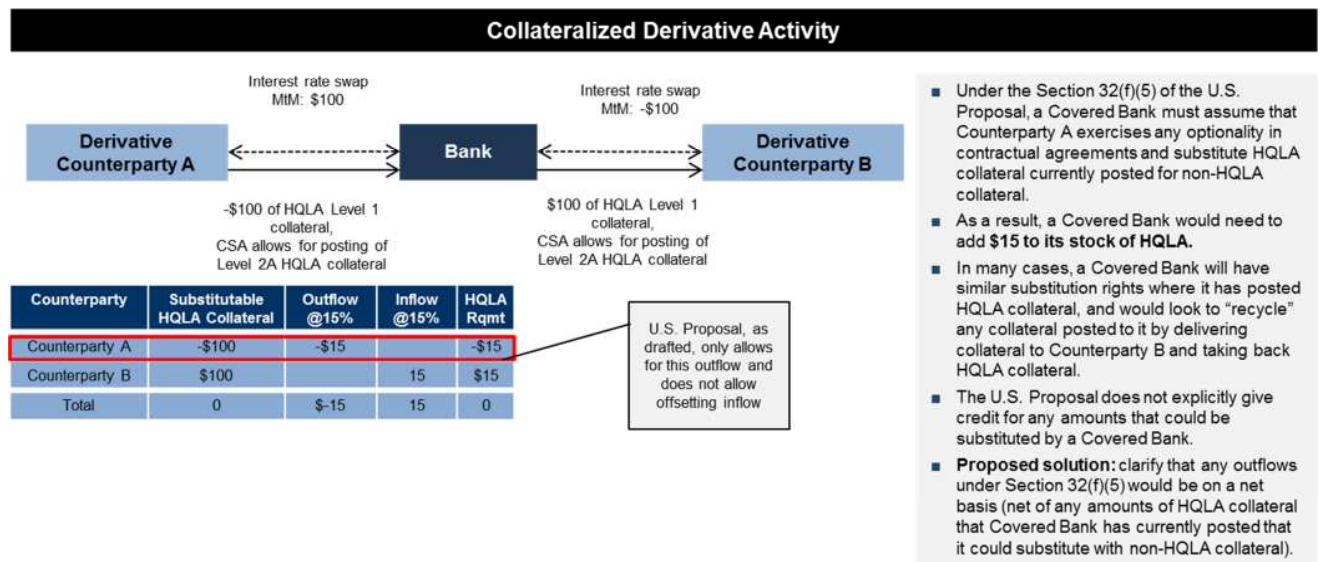 Collateralized Derivative Activity
Interest rate swap
MtM: $100
Interest rate swap
MtM: -$100
Derivative
Counterparty A
Bank
Derivative
Counterparty B
-$100 of HQLA Level 1
collateral,
CSA allows for posting of
Level 2A HQLA collateral
$100 of HQLA Level 1
collateral,
CSA allows for posting of
Level 2A HQLA collateral
Counterparty Substitutable HQLA Collateral Outflow @15% Inflow @15% HQLA Rqmt
Counterparty A -$100 -$15 -$15
Counterparty B $100 15 $15
Total 0 $-15 15 0
U.S. Proposal, as
drafted, only allows
for this outflow and
does not allow
offsetting inflow
■ Under the Section 32(f)(5) of the U.S.
Proposal, a Covered Bank must assume that
Counterparty A exercises any optionality in
contractual agreements and substitute HQLA
collateral currently posted for non-HQLA
collateral.
■ As a result, a Covered Bank would need to
add $15 to its stock of HQLA.
■ In many cases, a Covered Bank will have
similar substitution rights where it has posted
HQLA collateral, and would look to “recycle”
any collateral posted to it by delivering
collateral to Counterparty B and taking back
HQLA collateral.
■ The U.S. Proposal does not explicitly give
credit for any amounts that could be
substituted by a Covered Bank.
■ Proposed solution: clarify that any outflows
under Section 32(f)(5) would be on a net
basis (net of any amounts of HQLA collateral
that Covered Bank has currently posted that
it could substitute with non-HQLA collateral).